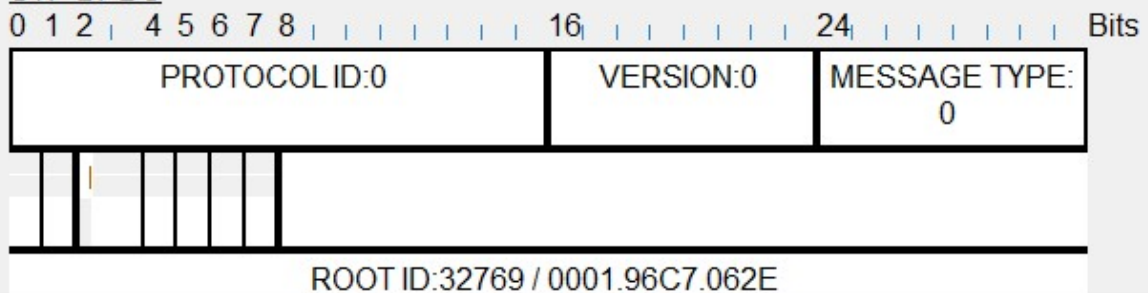 0 1 2 4 5 6 7 8 16 24 Bits
PROTOCOL ID:0 VERSION:0 MESSAGE TYPE:
0
ROOT ID:32769 / 0001.96C7.062E